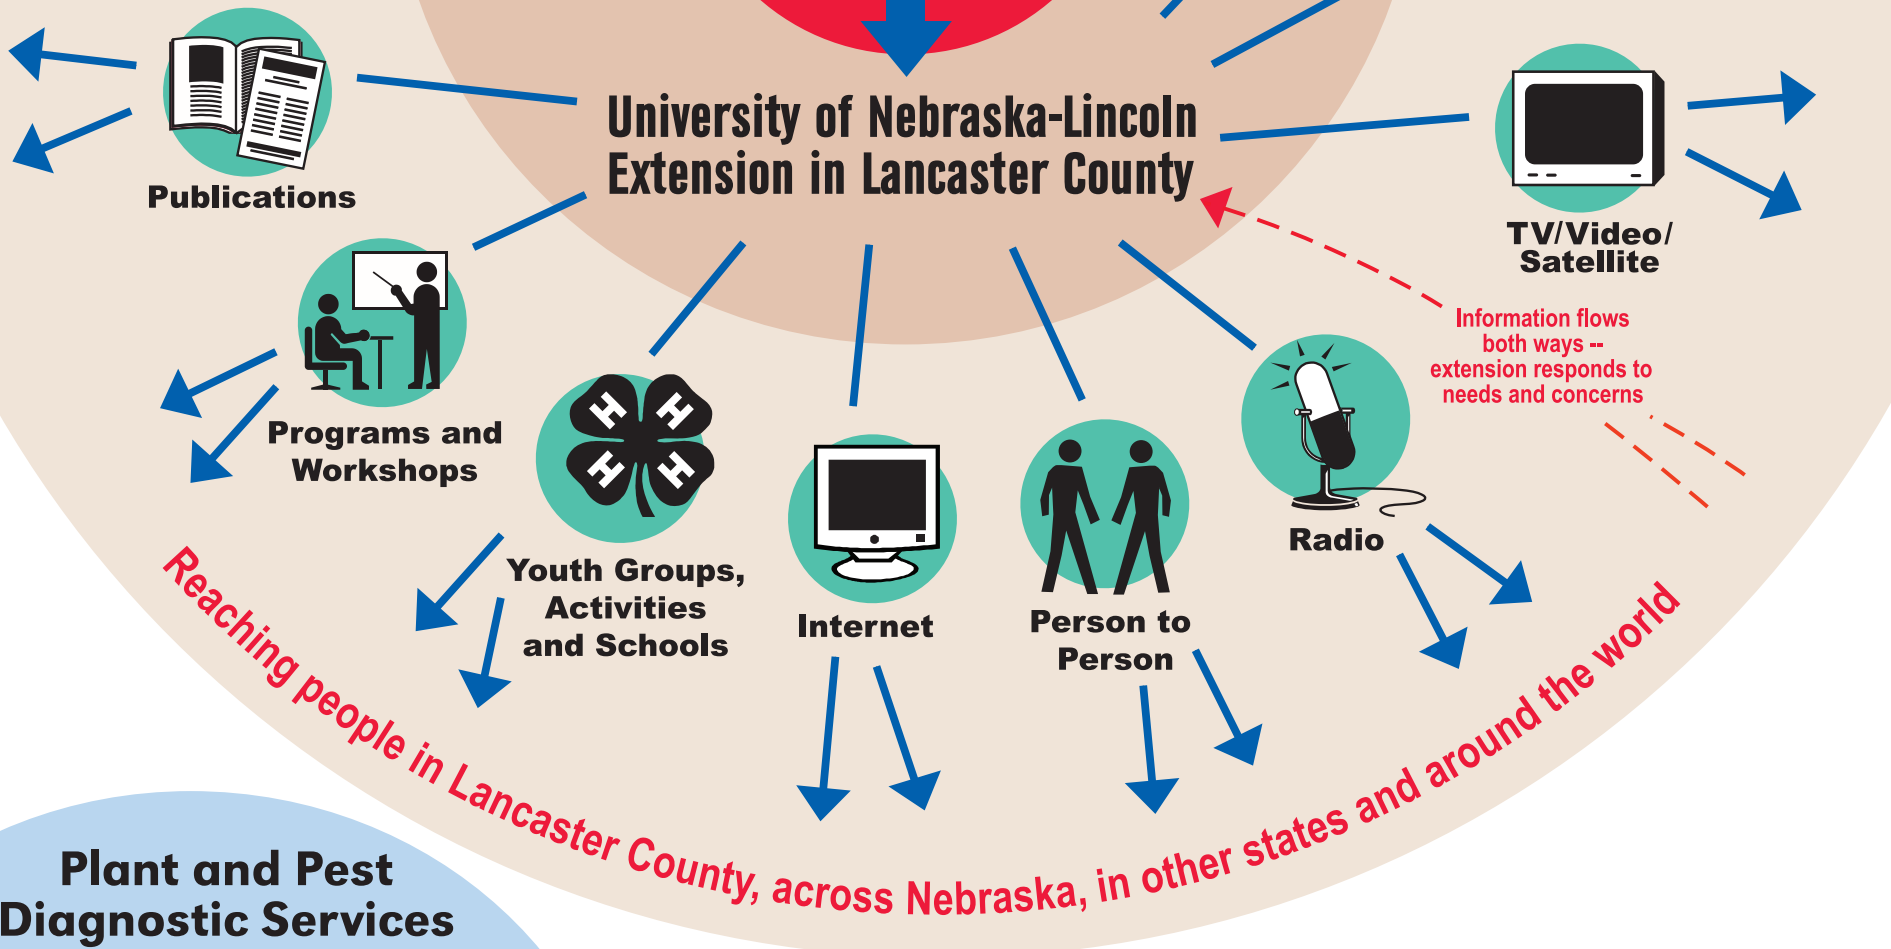 University of Nebraska-Lincoln
Extension in Lancaster County
Publications
TV/Video/
Satellite
Programs and
Workshops
Information flows
both ways --
extension responds to
needs and concerns
H H
H H
Youth Groups,
Activities
and Schools
Internet
Person to
Person
Radio
Reaching people in Lancaster County, across Nebraska, in other states and around the world
Plant and Pest
Diagnostic Services